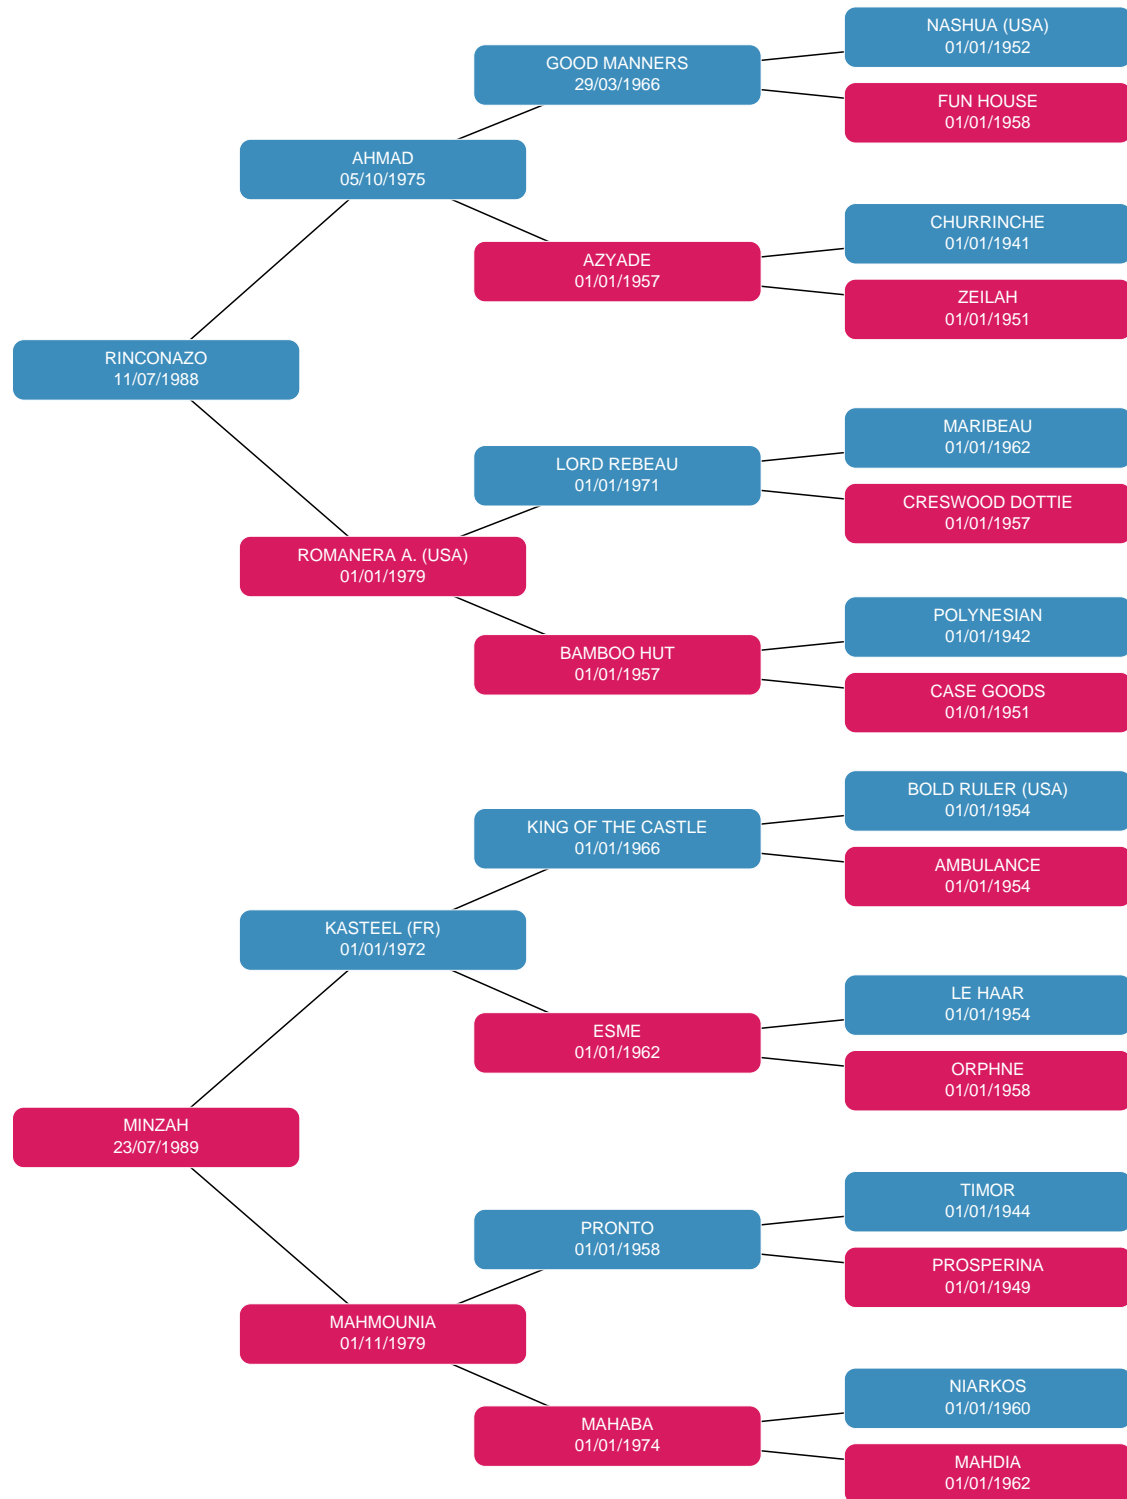 NASHUA (USA)
01/01/1952
GOOD MANNERS
29/03/1966
FUN HOUSE
01/01/1958
AHMAD
05/10/1975
CHURRINCHE
01/01/1941
AZYADE
01/01/1957
ZEILAH
01/01/1951
RINCONAZO
11/07/1988
MARIBEAU
01/01/1962
LORD REBEAU
01/01/1971
CRESWOOD DOTTIE
01/01/1957
ROMANERA A. (USA)
01/01/1979
POLYNESIAN
01/01/1942
BAMBOO HUT
01/01/1957
CASE GOODS
01/01/1951
BOLD RULER (USA)
01/01/1954
KING OF THE CASTLE
01/01/1966
AMBULANCE
01/01/1954
KASTEEL (FR)
01/01/1972
LE HAAR
01/01/1954
ESME
01/01/1962
ORPHNE
01/01/1958
MINZAH
23/07/1989
TIMOR
01/01/1944
PRONTO
01/01/1958
PROSPERINA
01/01/1949
MAHMOUNIA
01/11/1979
NIARKOS
01/01/1960
MAHABA
01/01/1974
MAHDIA
01/01/1962